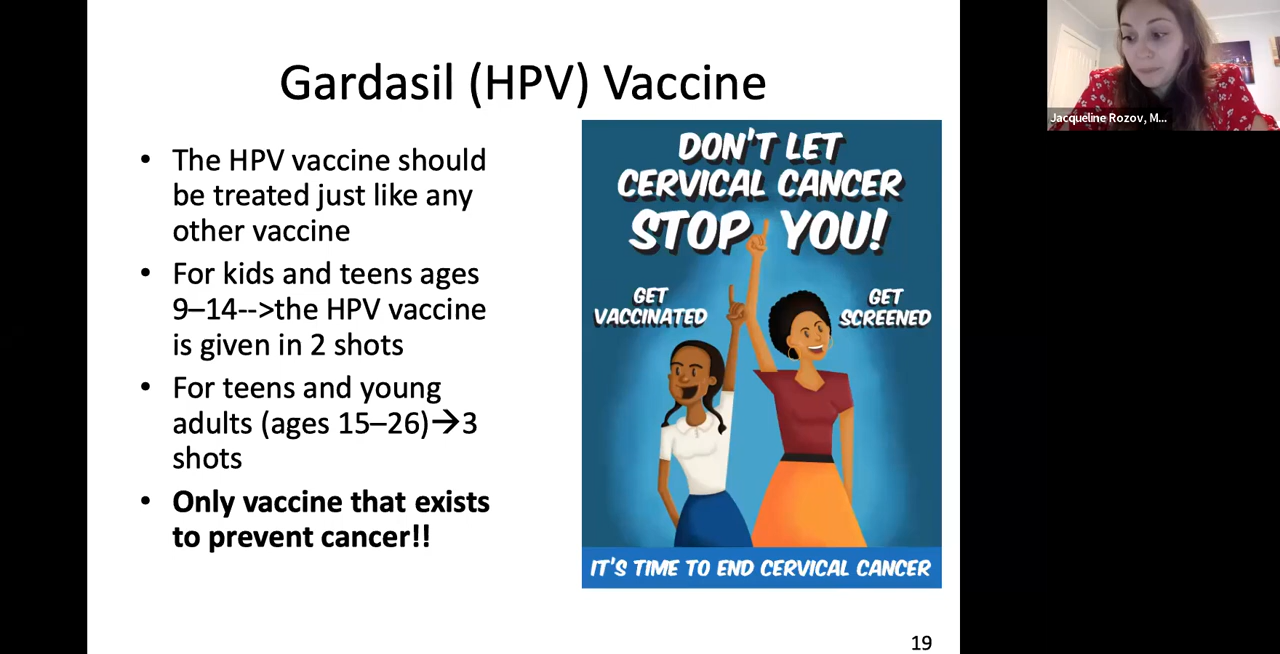 Gardasil (HPV) Vaccine
• The HPV vaccine should
be treated just like any
other vaccine
• For kids and teens ages
9–14-->the HPV vaccine
is given in 2 shots
• For teens and young
adults (ages 15–26)→3
shots
• Only vaccine that exists
to prevent cancer!!
DON'T LET
CERVICAL CANCER
STOP YOU!
GET
VACCINATED
GET
SCREENED
IT'S TIME TO END CERVICAL CANCER
19
Jacqueline Rozov, M...